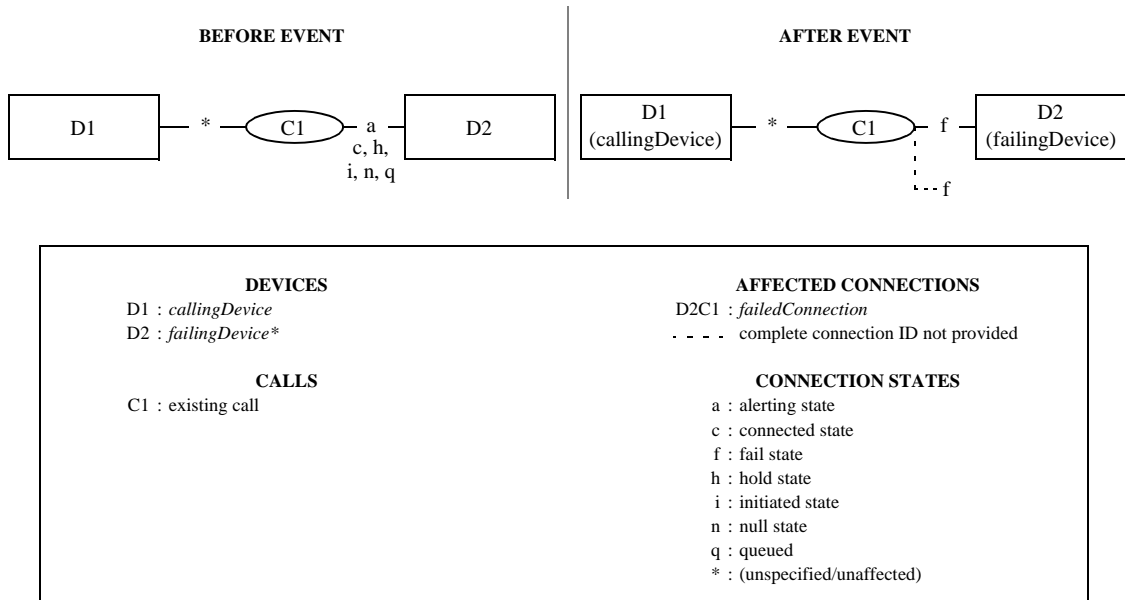 BEFORE EVENT
AFTER EVENT
D1 * C1 a D2
c, h,
i, n, q
D1
(callingDevice)
* C1 f
D2
(failingDevice)
f
DEVICES
D1 : callingDevice
D2 : failingDevice*
CALLS
C1 : existing call
AFFECTED CONNECTIONS
D2C1 : failedConnection
- - - - complete connection ID not provided
CONNECTION STATES
a : alerting state
c : connected state
f : fail state
h : hold state
i : initiated state
n : null state
q : queued
* : (unspecified/unaffected)